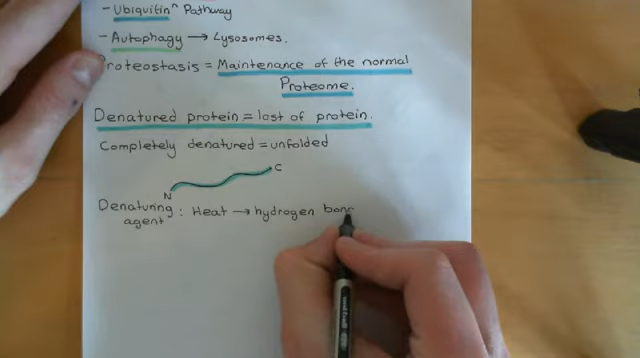 - Ubiquitin^n Pathway
- Autophagy → Lysosomes.
Proteostasis = Maintenance of the normal
Proteome.
Denatured protein = lost of protein.
Completely denatured = unfolded
C
N
Denaturing : Heat → hydrogen bon
agent